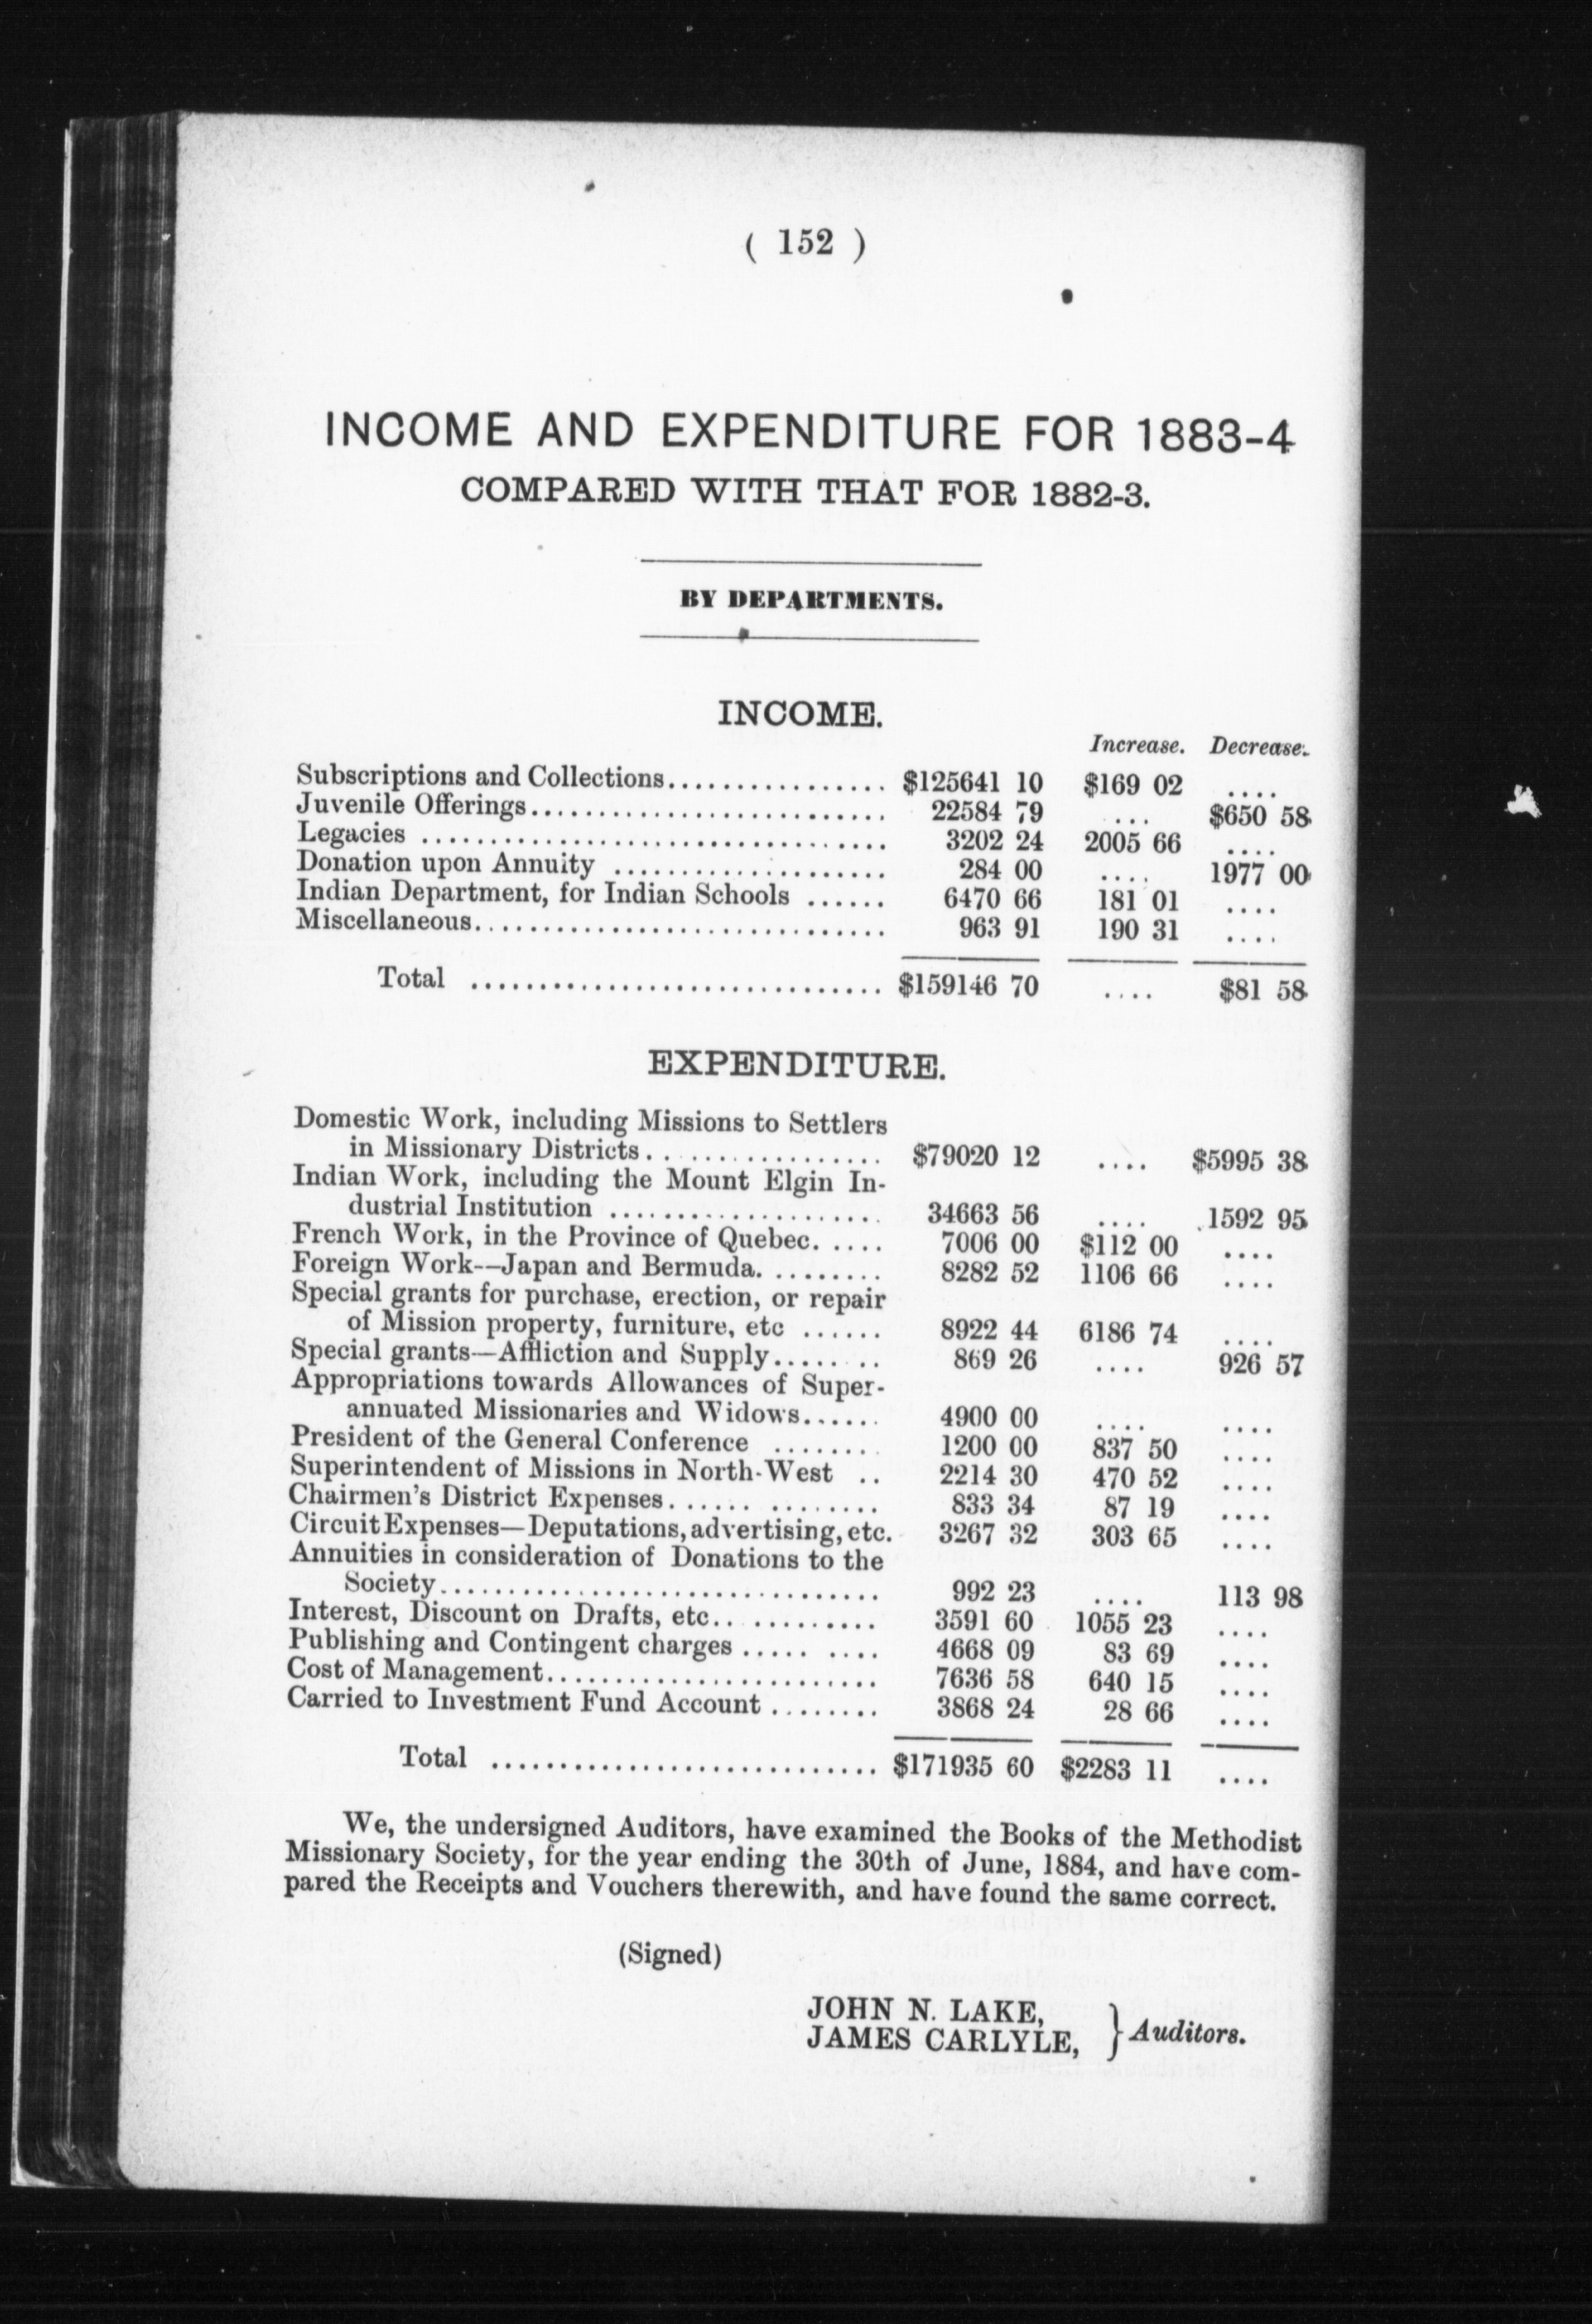 ( 152 )
INCOME AND EXPENDITURE FOR 1883-4
COMPARED WITH THAT FOR 1882-3.
BY DEPARTMENTS.
INCOME.
Increase. Decrease.
Subscriptions and Collections................ $125641 10 $169 02 ....
Juvenile Offerings.......................... 22584 79 ... $650 58
Legacies .................................. 3202 24 2005 66 ....
Donation upon Annuity .................... 284 00 .... 1977 00
Indian Department, for Indian Schools ...... 6470 66 181 01 ....
Miscellaneous.............................. 963 91 190 31 ....
Total .............................. $159146 70 .... $81 58
EXPENDITURE.
Domestic Work, including Missions to Settlers
in Missionary Districts.................. $79020 12 .... $5995 38
Indian Work, including the Mount Elgin In-
dustrial Institution .................... 34663 56 .... 1592 95
French Work, in the Province of Quebec. .... 7006 00 $112 00 ....
Foreign Work--Japan and Bermuda. ........ 8282 52 1106 66 ....
Special grants for purchase, erection, or repair
of Mission property, furniture, etc ...... 8922 44 6186 74 ....
Special grants—Affliction and Supply........ 869 26 .... 926 57
Appropriations towards Allowances of Super-
annuated Missionaries and Widows...... 4900 00 .... ....
President of the General Conference ........ 1200 00 837 50 ....
Superintendent of Missions in North-West .. 2214 30 470 52 ....
Chairmen's District Expenses...... ........ 833 34 87 19 ....
Circuit Expenses—Deputations, advertising, etc. 3267 32 303 65 ....
Annuities in consideration of Donations to the
Society................................ 992 23 .... 113 98
Interest, Discount on Drafts, etc.. .......... 3591 60 1055 23 ....
Publishing and Contingent charges ..... .... 4668 09 83 69 ....
Cost of Management........................ 7636 58 640 15 ....
Carried to Investment Fund Account ........ 3868 24 28 66 ....
Total ............................ $171935 60 $2283 11 ....
We, the undersigned Auditors, have examined the Books of the Methodist
Missionary Society, for the year ending the 30th of June, 1884, and have com-
pared the Receipts and Vouchers therewith, and have found the same correct.
(Signed)
JOHN N. LAKE,
JAMES CARLYLE, } Auditors.